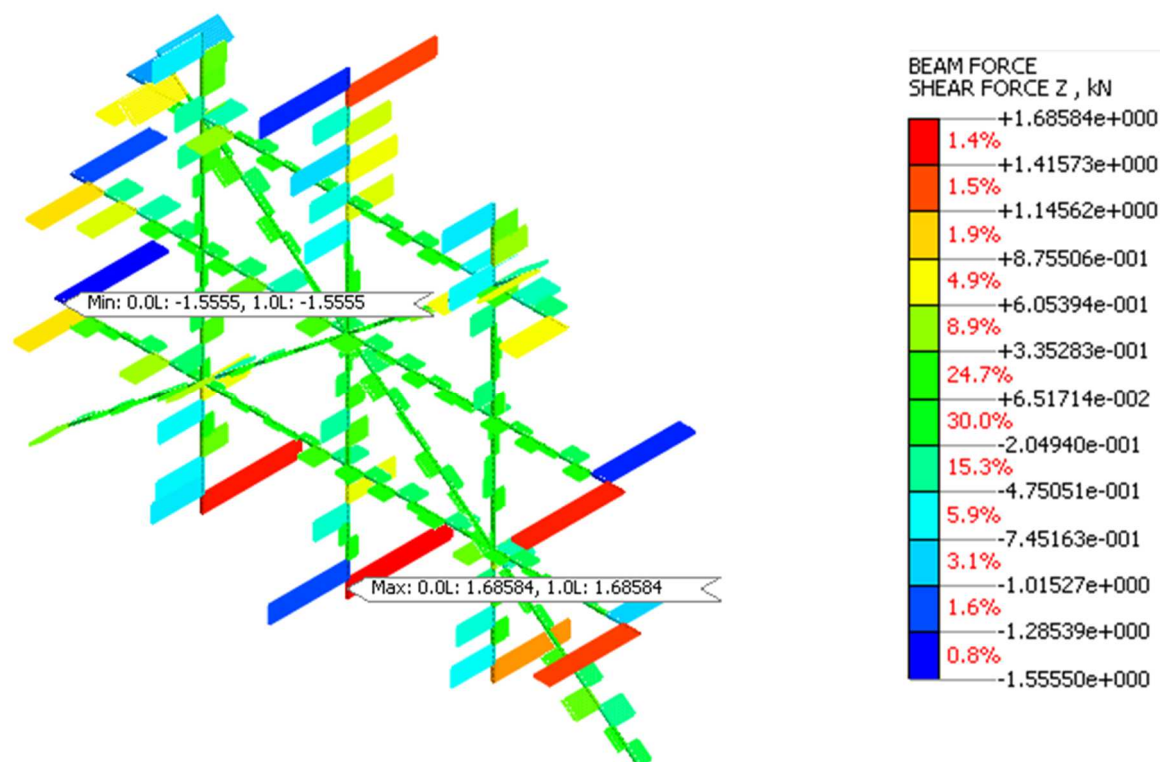 BEAM FORCE
SHEAR FORCE Z , kN
+1.68584e+000
1.4%
+1.41573e+000
1.5%
+1.14562e+000
1.9%
+8.75506e-001
4.9%
+6.05394e-001
8.9%
+3.35283e-001
24.7%
+6.51714e-002
30.0%
-2.04940e-001
15.3%
-4.75051e-001
5.9%
-7.45163e-001
3.1%
-1.01527e+000
1.6%
-1.28539e+000
0.8%
-1.55550e+000
Min: 0.0L: -1.5555, 1.0L: -1.5555
Max: 0.0L: 1.68584, 1.0L: 1.68584